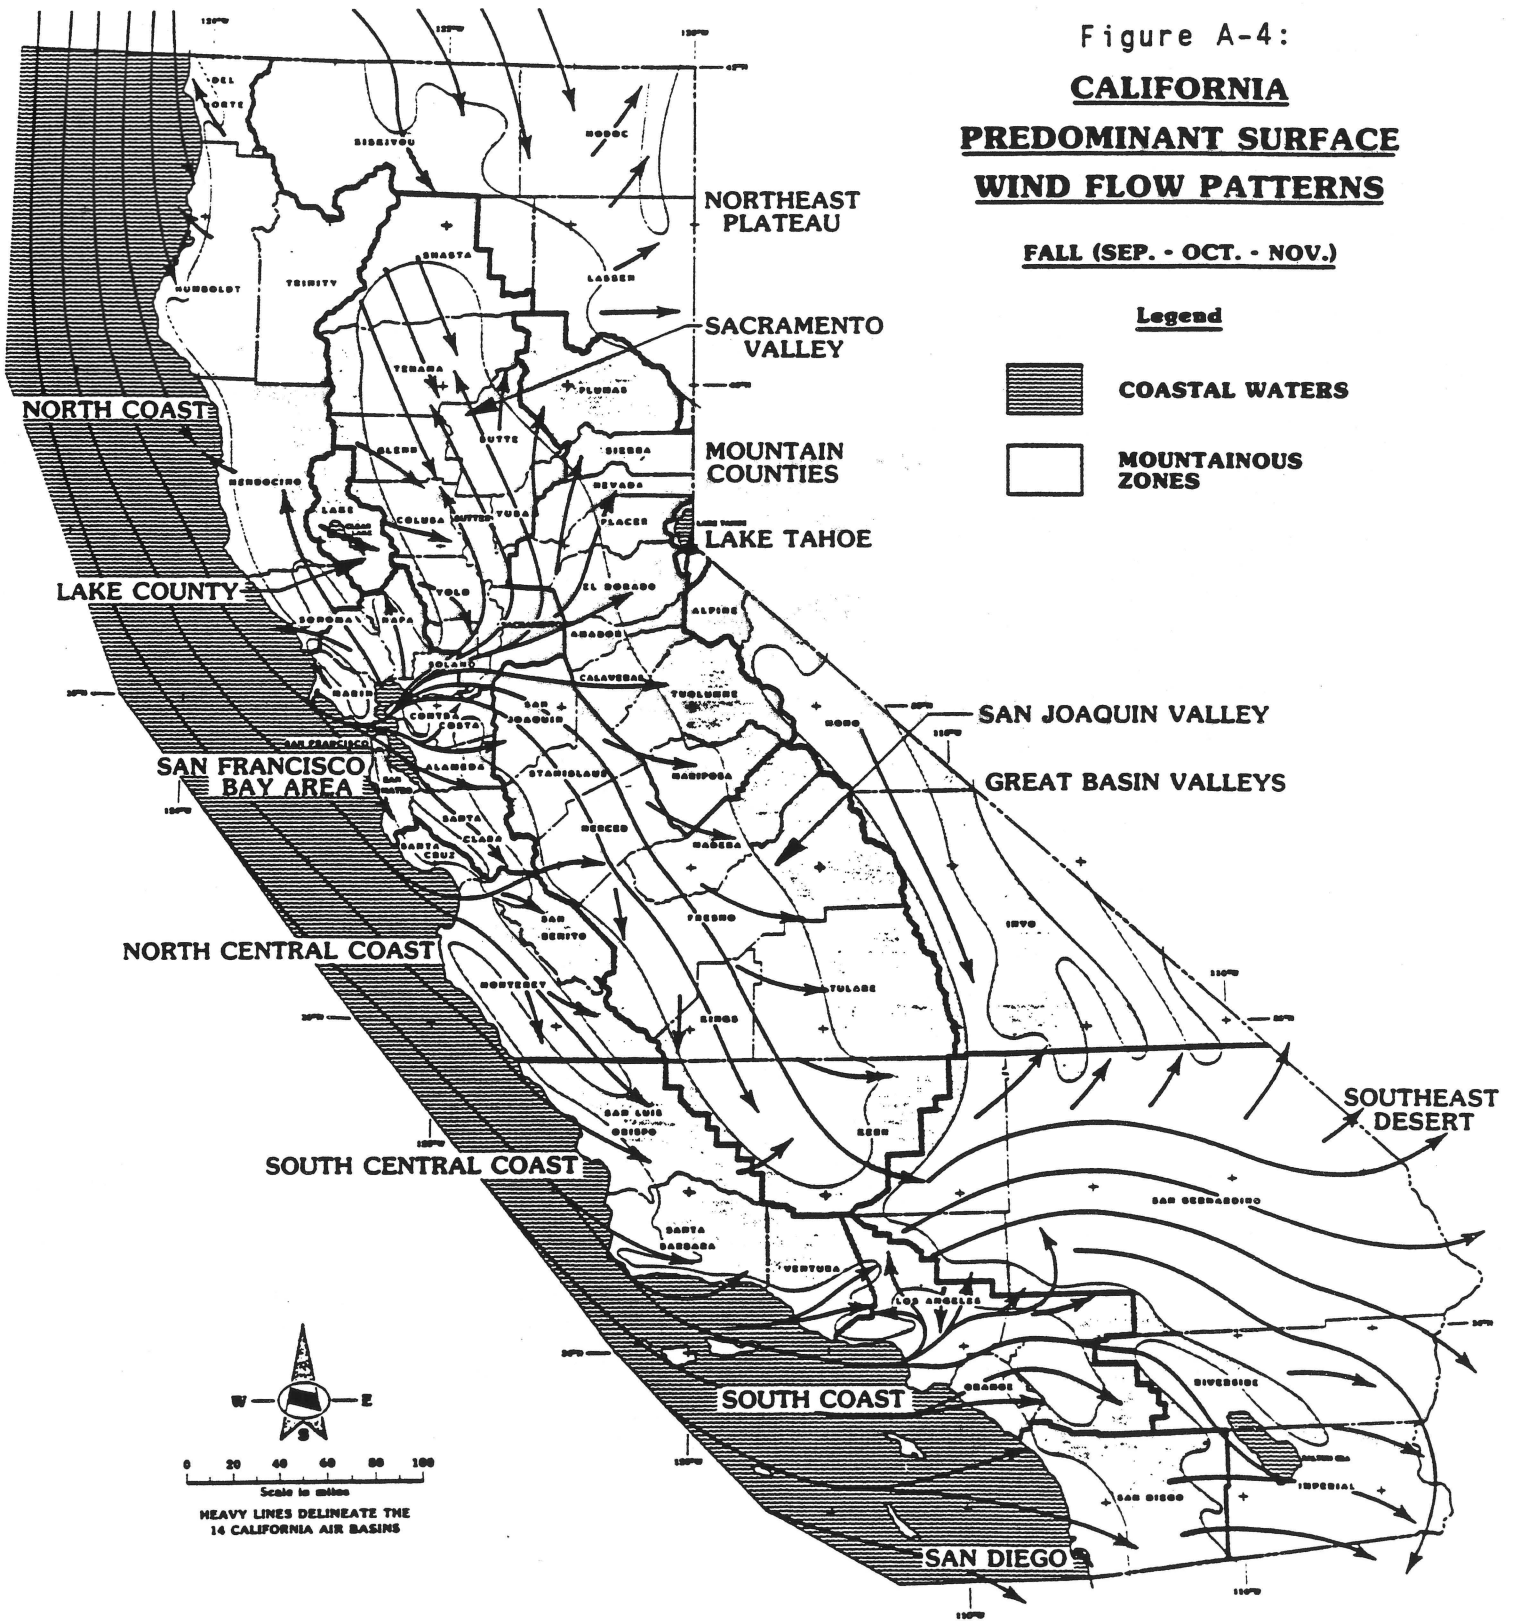 Figure A-4:
CALIFORNIA
PREDOMINANT SURFACE
WIND FLOW PATTERNS
FALL (SEP. - OCT. - NOV.)
Legend
COASTAL WATERS
MOUNTAINOUS
ZONES
DEL
SISKIYOU
MODOC
NORTHEAST
PLATEAU
SHASTA
LASSEN
HUMBOLDT
TRINITY
SACRAMENTO
VALLEY
TEHAMA
PLUMAS
NORTH COAST
BUTTE
GLENN
SIERRA
MOUNTAIN
COUNTIES
MENDOCINO
NEVADA
LAKE
COLUSA
SUTTER
YUBA
PLACER
LAKE TAHOE
LAKE TAHOE
LAKE COUNTY
YOLO
EL DORADO
ALPINE
SONOMA
NAPA
SACRAMENTO
AMADOR
SOLANO
CALAVERAS
MARIN
TUOLUMNE
CONTRA
COSTA
SAN
JOAQUIN
MONO
SAN JOAQUIN VALLEY
SAN FRANCISCO
SAN FRANCISCO
BAY AREA
ALAMEDA
SAN
MATEO
STANISLAUS
MARIPOSA
GREAT BASIN VALLEYS
SANTA
CLARA
SANTA
CRUZ
MERCED
MADERA
FRESNO
SAN
BENITO
INYO
NORTH CENTRAL COAST
MONTEREY
TULARE
KINGS
SAN LUIS
OBISPO
KERN
SOUTHEAST
DESERT
SOUTH CENTRAL COAST
SAN BERNARDINO
SANTA
BARBARA
VENTURA
LOS ANGELES
SOUTH COAST
ORANGE
RIVERSIDE
SALTON SEA
IMPERIAL
SAN DIEGO
SAN DIEGO
W E
S
0 20 40 60 80 100
Scale in miles
HEAVY LINES DELINEATE THE
14 CALIFORNIA AIR BASINS